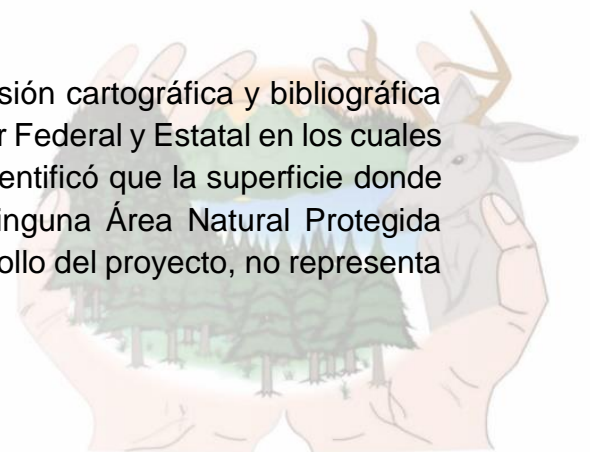 sión cartográfica y bibliográfica
r Federal y Estatal en los cuales
entificó que la superficie donde
inguna Área Natural Protegida
ollo del proyecto, no representa